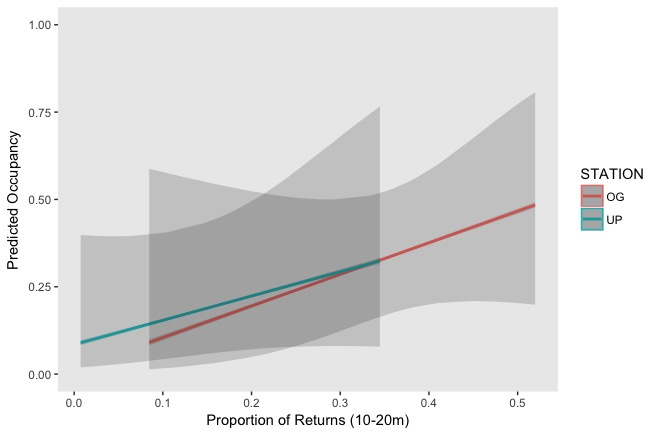 1.00
0.75
0.50
0.25
0.00
Predicted Occupancy
0.0 0.1 0.2 0.3 0.4 0.5
Proportion of Returns (10-20m)
STATION
OG
UP